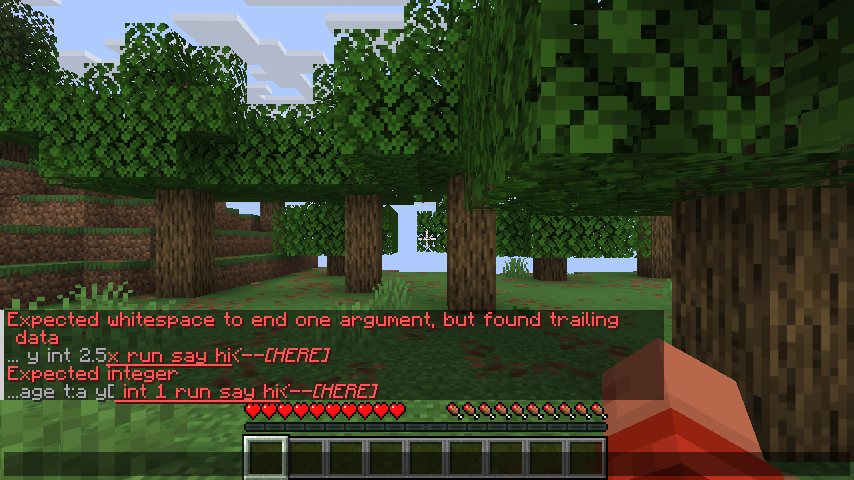 Expected whitespace to end one argument, but found trailing
data
... y int 2.5x run say hi<--[HERE]
Expected integer
...age t:a y[ int 1 run say hi<--[HERE]